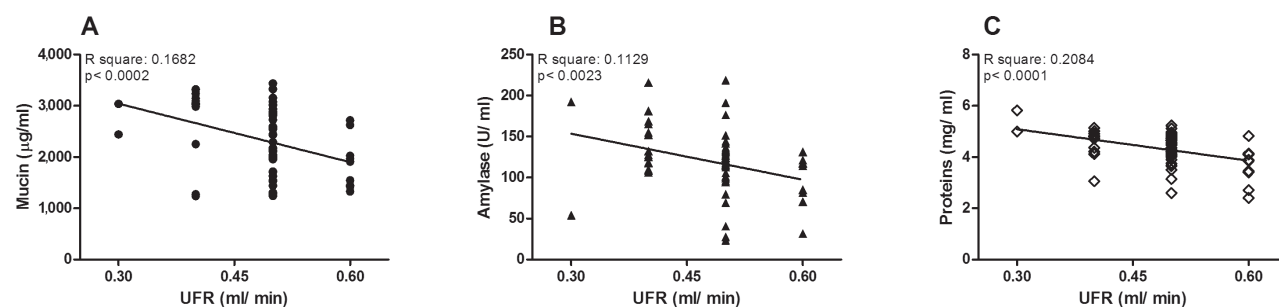 A
R square: 0.1682
p< 0.0002
4,000
3,000
2,000
1,000
0
Mucin (µg/ml)
0.30
0.45
0.60
UFR (ml/ min)
B
R square: 0.1129
p< 0.0023
250
200
150
100
50
0
Amylase (U/ ml)
0.30
0.45
0.60
UFR (ml/ min)
C
R square: 0.2084
p< 0.0001
8
6
4
2
0
Proteins (mg/ ml)
0.30
0.45
0.60
UFR (ml/ min)